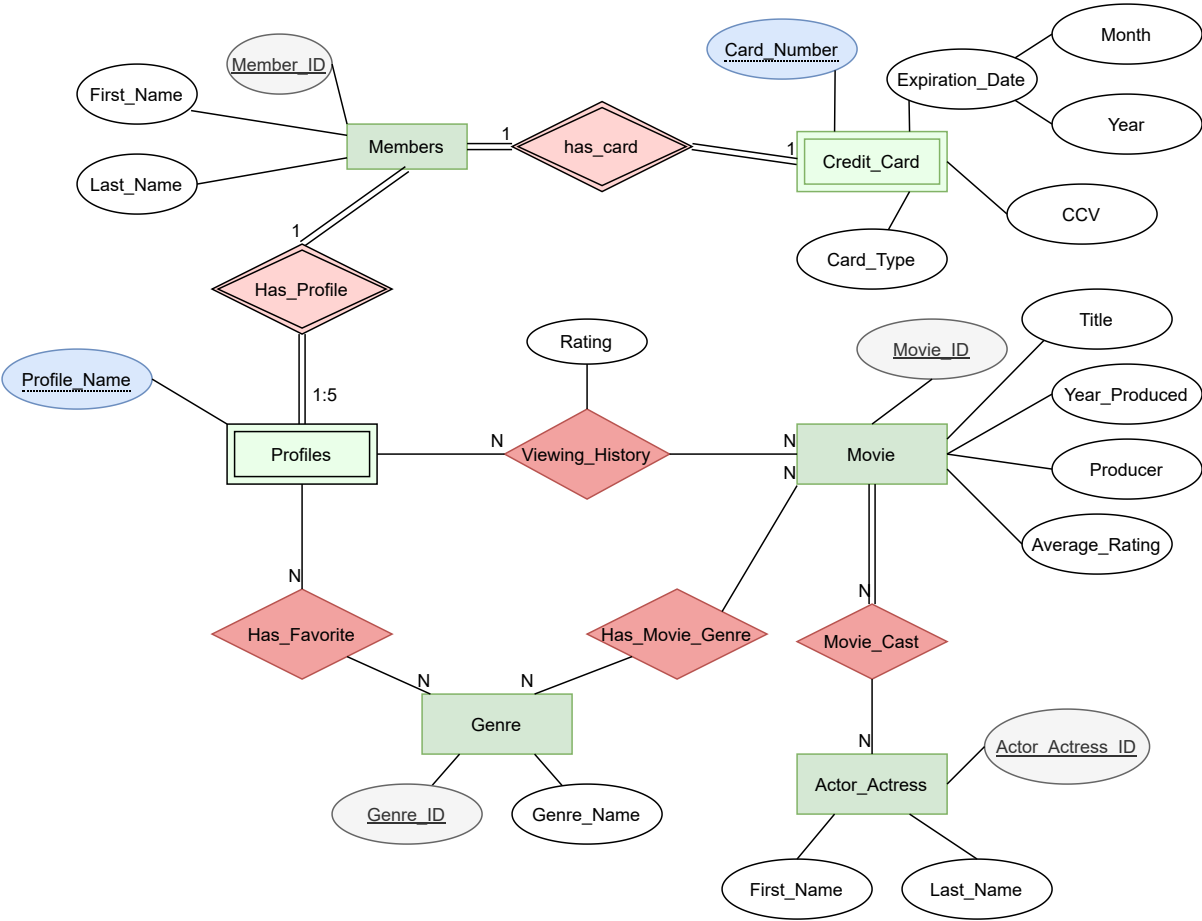 Month
Member_ID
Card_Number
Expiration_Date
First_Name
Year
1
has_card
1
Members
Credit_Card
Last_Name
CCV
1
Card_Type
Has_Profile
Title
Rating
Movie_ID
Profile_Name
1:5
Year_Produced
N
N
Profiles
Viewing_History
Movie
N
Producer
Average_Rating
N
N
Has_Favorite
Has_Movie_Genre
Movie_Cast
N
N
Genre
N
Actor_Actress_ID
Actor_Actress
Genre_ID
Genre_Name
First_Name
Last_Name